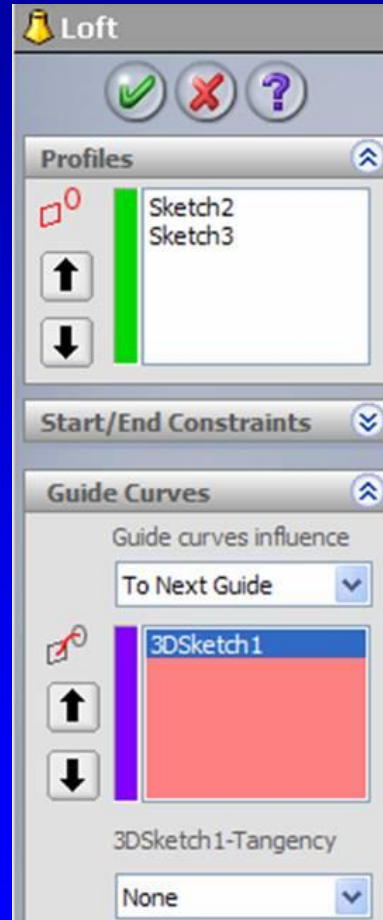 Loft
?
Profiles
Sketch2
Sketch3
Start/End Constraints
Guide Curves
Guide curves influence
To Next Guide
3DSketch1
3DSketch1-Tangency
None